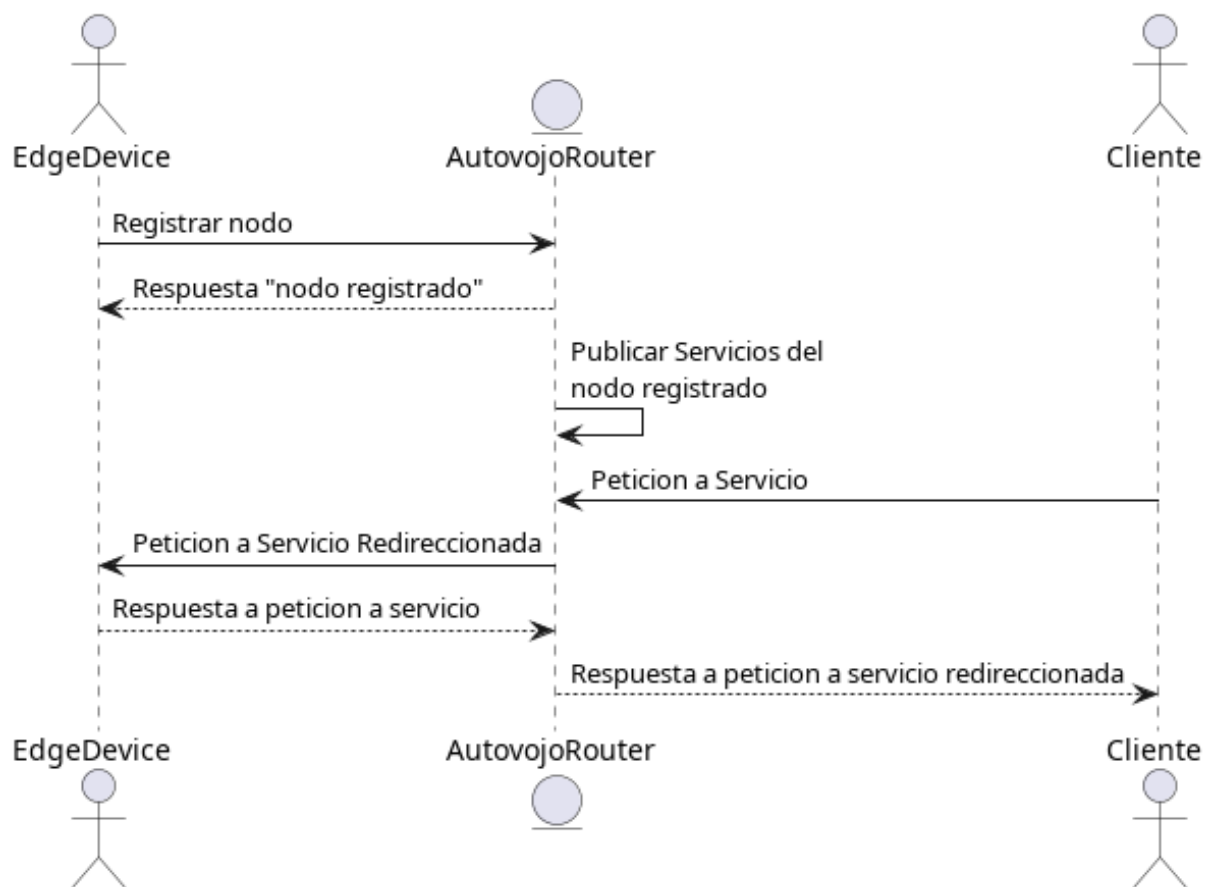 EdgeDevice
AutovojoRouter
Cliente
Registrar nodo
Respuesta "nodo registrado"
Publicar Servicios del
nodo registrado
Peticion a Servicio
Peticion a Servicio Redireccionada
Respuesta a peticion a servicio
Respuesta a peticion a servicio redireccionada
EdgeDevice
AutovojoRouter
Cliente